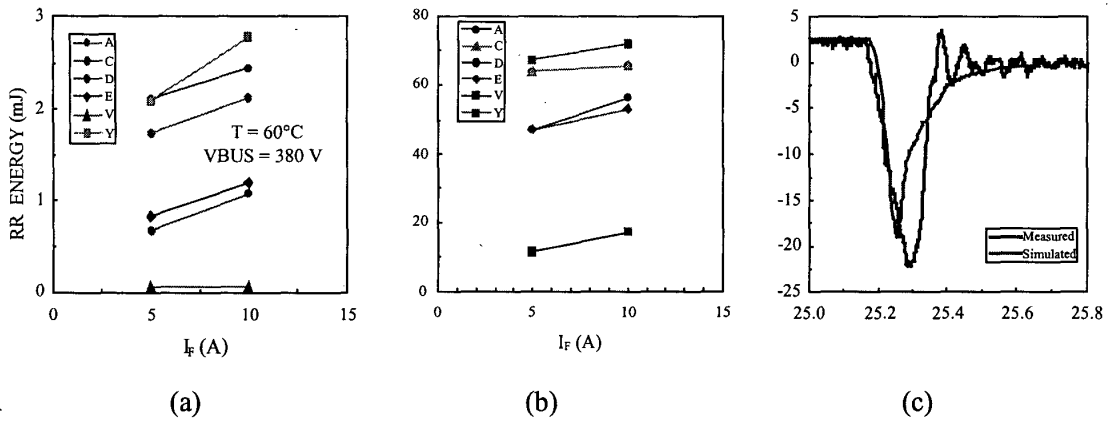 3
2
1
0
RR ENERGY (mJ)
A
C
D
E
V
Y
T = 60°C
VBUS = 380 V
0
5
10
15
I_F (A)
(a)
80
60
40
20
0
A
C
D
E
V
Y
0
5
10
15
I_F (A)
(b)
5
0
-5
-10
-15
-20
-25
Measured
Simulated
25.0
25.2
25.4
25.6
25.8
(c)